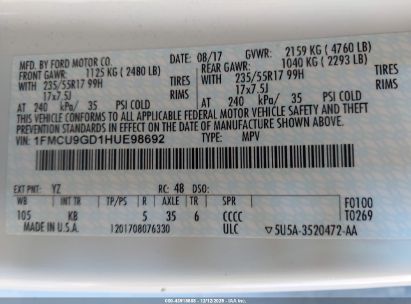 MFD. BY FORD MOTOR CO.
DATE: 08/17 GVWR: 2159 KG ( 4760 LB)
FRONT GAWR: 1125 KG ( 2480 LB) REAR GAWR: 1040 KG ( 2293 LB)
WITH 235/55R17 99H TIRES WITH 235/55R17 99H TIRES
17x7.5J RIMS 17x7.5J RIMS
AT 240 kPa/ 35 PSI COLD AT 240 kPa/ 35 PSI COLD
THIS VEHICLE CONFORMS TO ALL APPLICABLE FEDERAL MOTOR VEHICLE SAFETY AND THEFT
PREVENTION STANDARDS IN EFFECT ON THE DATE OF MANUFACTURE SHOWN ABOVE.
VIN: 1FMCU9GD1HUE98692 TYPE: MPV
EXT PNT: YZ RC: 48 DSO:
WB INT TR TP/PS R AXLE TR SPR F0100
105 KB 5 35 6 CCCC T0269
MADE IN U.S.A. 1201708076330 ULC ▽5U5A-3520472-AA